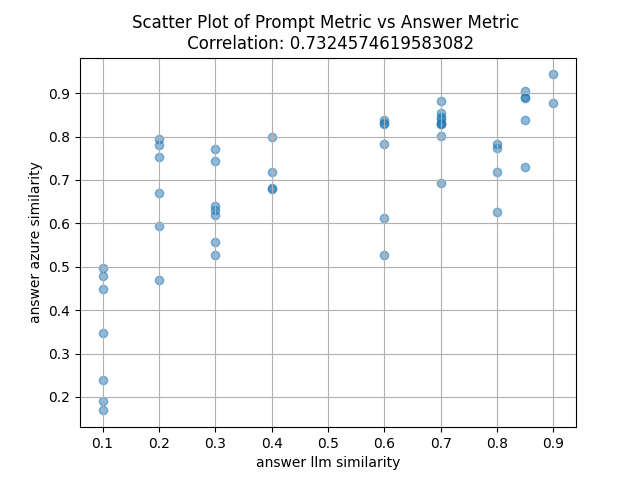 Scatter Plot of Prompt Metric vs Answer Metric
Correlation: 0.7324574619583082
answer azure similarity
0.9
0.8
0.7
0.6
0.5
0.4
0.3
0.2
0.1 0.2 0.3 0.4 0.5 0.6 0.7 0.8 0.9
answer llm similarity